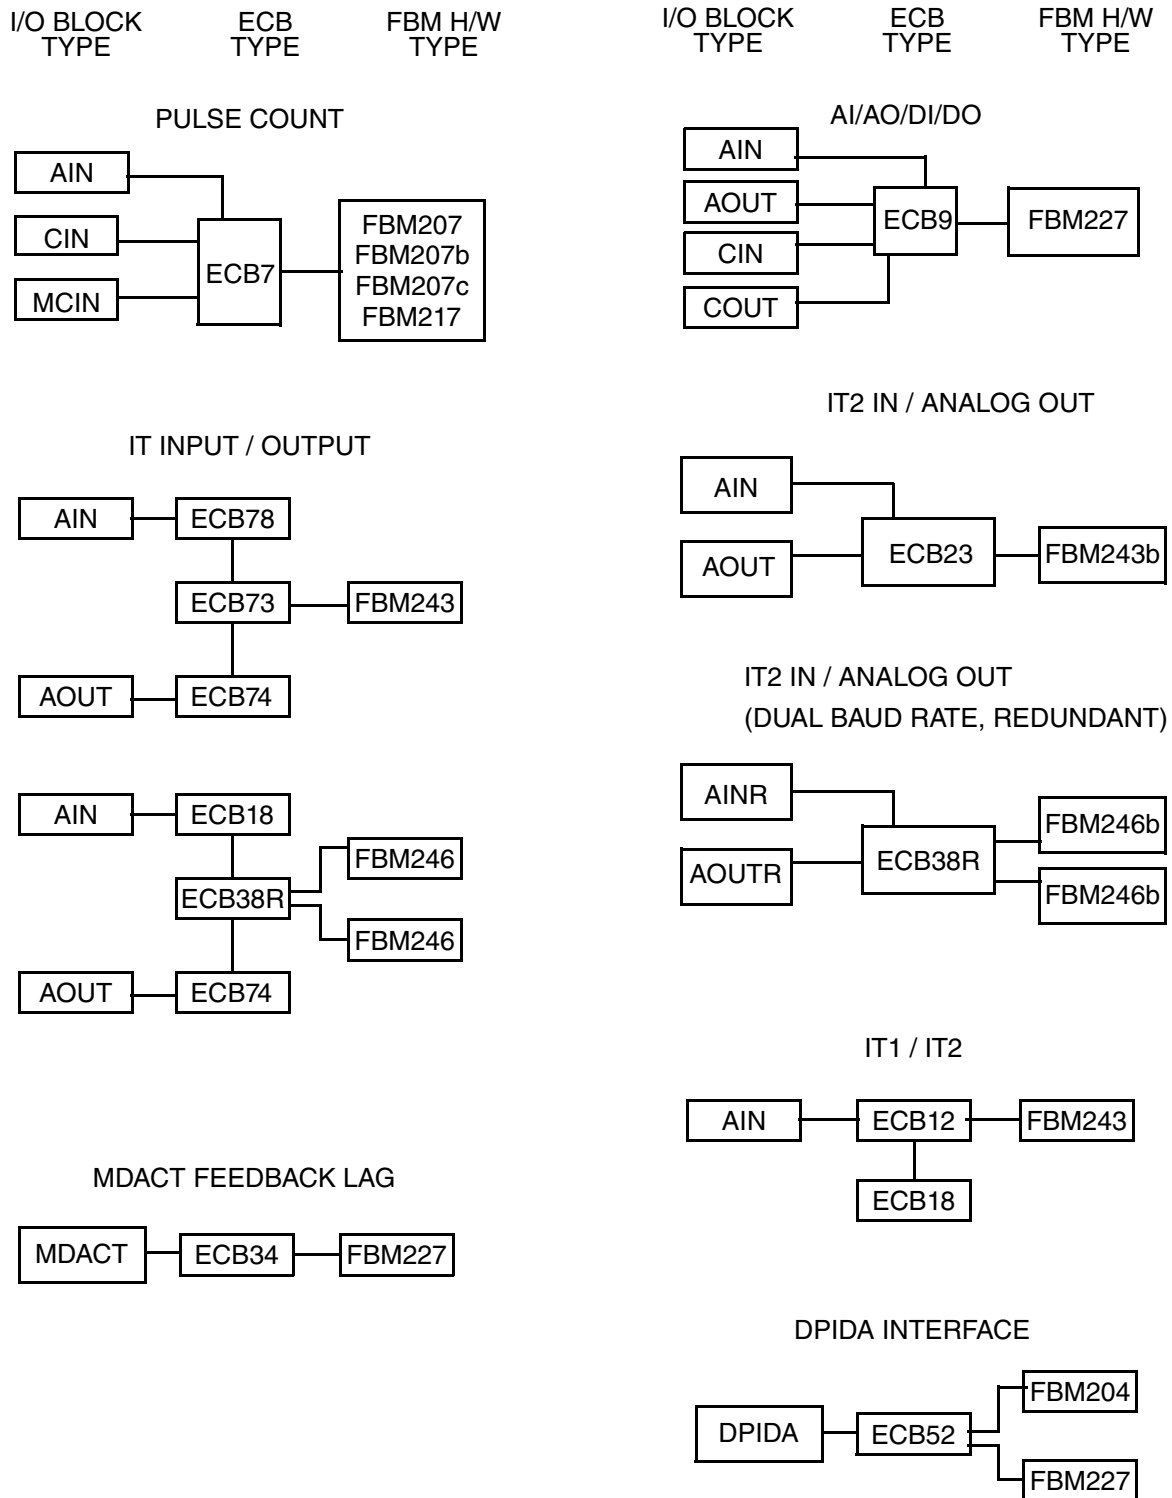 I/O BLOCK
TYPE
ECB
TYPE
FBM H/W
TYPE
PULSE COUNT
AIN
CIN
MCIN
ECB7
FBM207
FBM207b
FBM207c
FBM217
IT INPUT / OUTPUT
AIN
ECB78
ECB73
FBM243
AOUT
ECB74
AIN
ECB18
FBM246
ECB38R
FBM246
AOUT
ECB74
MDACT FEEDBACK LAG
MDACT
ECB34
FBM227
I/O BLOCK
TYPE
ECB
TYPE
FBM H/W
TYPE
AI/AO/DI/DO
AIN
AOUT
CIN
COUT
ECB9
FBM227
IT2 IN / ANALOG OUT
AIN
AOUT
ECB23
FBM243b
IT2 IN / ANALOG OUT
(DUAL BAUD RATE, REDUNDANT)
AINR
AOUTR
ECB38R
FBM246b
FBM246b
IT1 / IT2
AIN
ECB12
FBM243
ECB18
DPIDA INTERFACE
DPIDA
ECB52
FBM204
FBM227